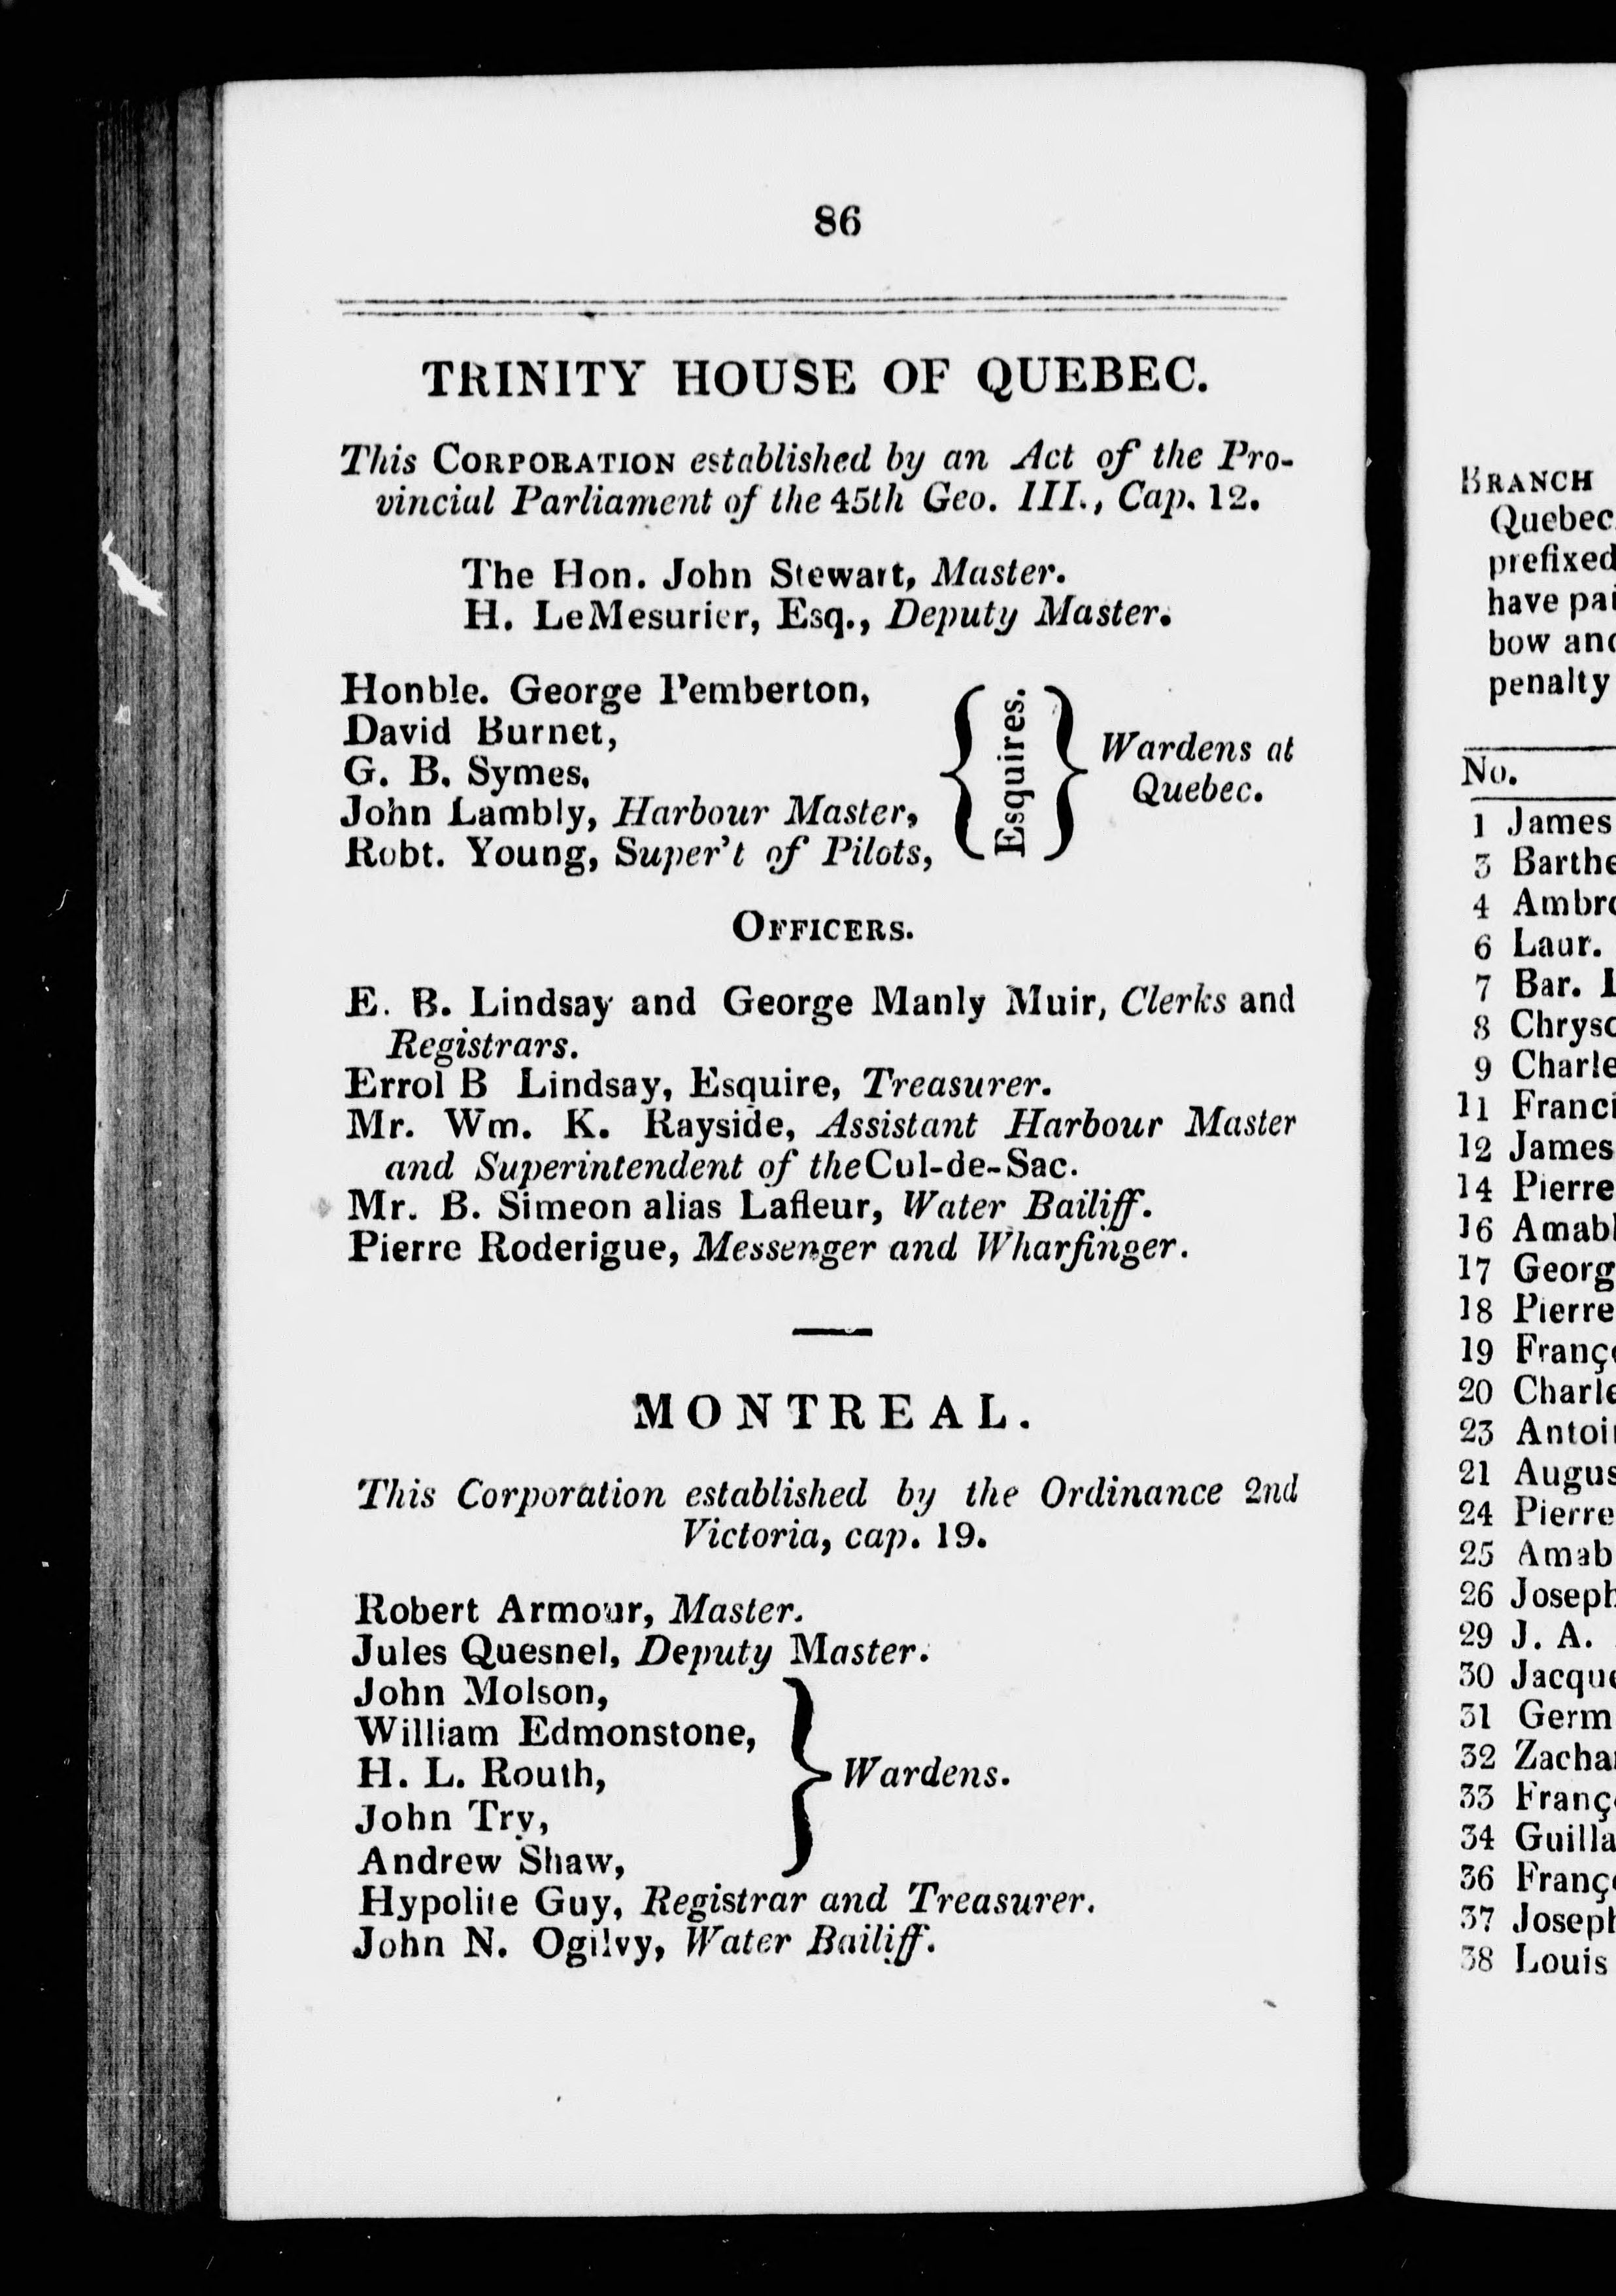 86
TRINITY HOUSE OF QUEBEC.
This CORPORATION established by an Act of the Pro-
vincial Parliament of the 45th Geo. III., Cap. 12.
The Hon. John Stewart, Master.
H. LeMesurier, Esq., Deputy Master.
Honble. George Pemberton,
David Burnet,
G. B. Symes,
John Lambly, Harbour Master,
Robt. Young, Super't of Pilots,
Esquires.
Wardens at
Quebec.
OFFICERS.
E. B. Lindsay and George Manly Muir, Clerks and
Registrars.
Errol B Lindsay, Esquire, Treasurer.
Mr. Wm. K. Rayside, Assistant Harbour Master
and Superintendent of the Cul-de-Sac.
Mr. B. Simeon alias Lafleur, Water Bailiff.
Pierre Roderigue, Messenger and Wharfinger.
MONTREAL.
This Corporation established by the Ordinance 2nd
Victoria, cap. 19.
Robert Armour, Master.
Jules Quesnel, Deputy Master.
John Molson,
William Edmonstone,
H. L. Routh,
John Try,
Andrew Shaw,
Wardens.
Hypolite Guy, Registrar and Treasurer.
John N. Ogilvy, Water Bailiff.
BRANCH
Quebec
prefixed
have pai
bow and
penalty
No.
1 James
3 Barthe
4 Ambro
6 Laur.
7 Bar.
8 Chryso
9 Charle
11 Franci
12 James
14 Pierre
16 Amabl
17 Georg
18 Pierre
19 Franç
20 Charle
23 Antoi
21 Augus
24 Pierre
25 Amab
26 Joseph
29 J. A.
30 Jacque
31 Germ
32 Zacha
33 Franç
34 Guilla
36 Franç
37 Joseph
38 Louis